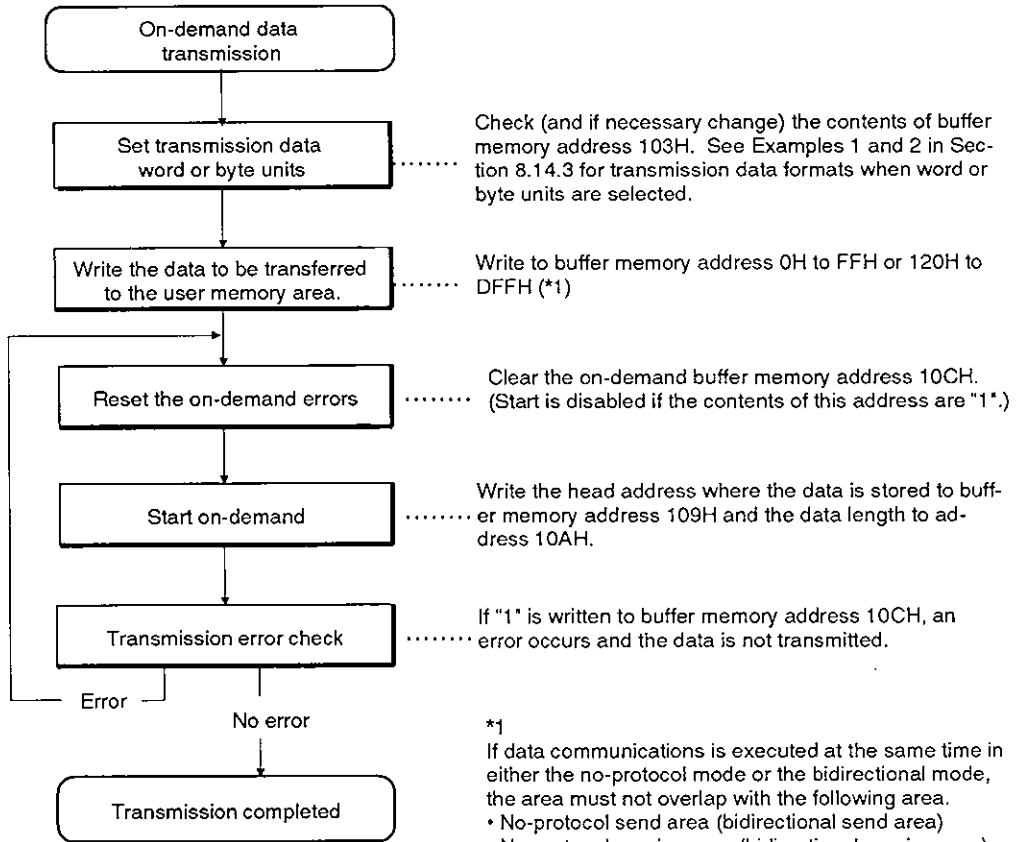 On-demand data
transmission
Set transmission data
word or byte units
Check (and if necessary change) the contents of buffer
memory address 103H. See Examples 1 and 2 in Sec-
tion 8.14.3 for transmission data formats when word or
byte units are selected.
Write the data to be transferred
to the user memory area.
Write to buffer memory address 0H to FFH or 120H to
DFFH (*1)
Reset the on-demand errors
Clear the on-demand buffer memory address 10CH.
(Start is disabled if the contents of this address are "1".)
Start on-demand
Write the head address where the data is stored to buff-
er memory address 109H and the data length to ad-
dress 10AH.
Transmission error check
If "1" is written to buffer memory address 10CH, an
error occurs and the data is not transmitted.
Error
No error
Transmission completed
*1
If data communications is executed at the same time in
either the no-protocol mode or the bidirectional mode,
the area must not overlap with the following area.
• No-protocol send area (bidirectional send area)